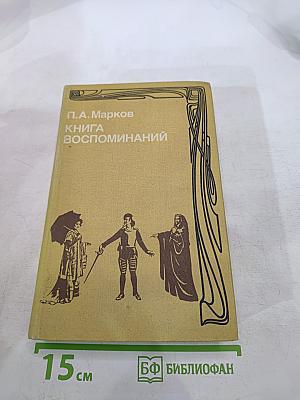 П.А.Марков
КНИГА
ВОСПОМИНАНИЙ
15 см
БФ БИБЛИОФАН